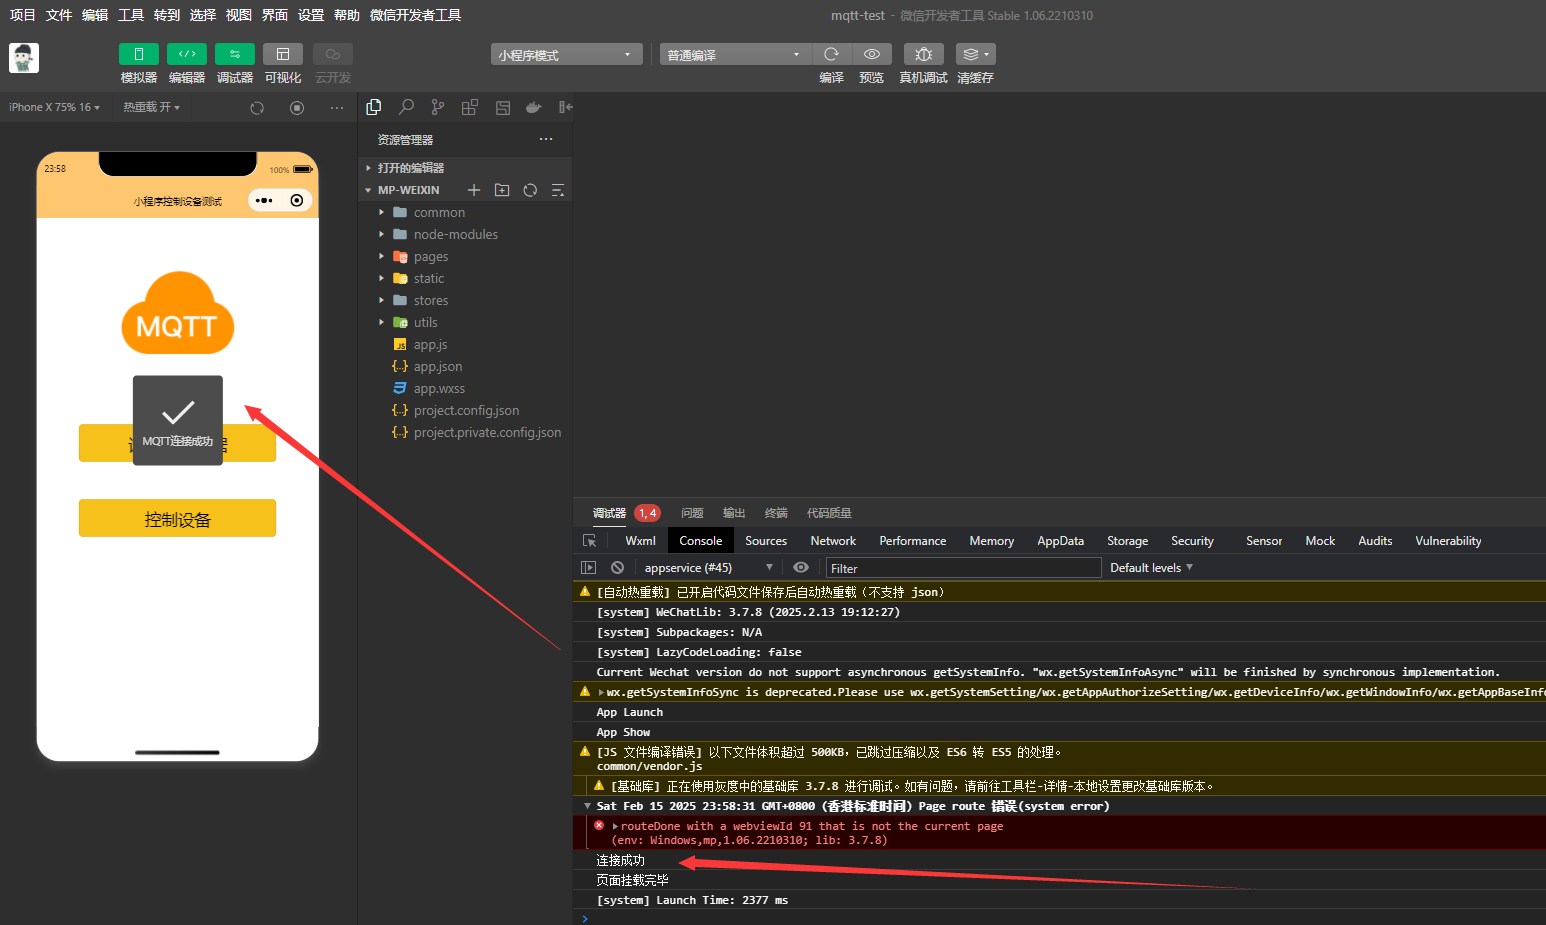 项目 文件 编辑 工具 转到 选择 视图 界面 设置 帮助 微信开发者工具
mqtt-test - 微信开发者工具 Stable 1.06.2210310
模拟器 编辑器 调试器 可视化 云开发
小程序模式
普通编译
编译 预览 真机调试 清缓存
iPhone X 75% 16
热重载 开
资源管理器
打开的编辑器
MP-WEIXIN
common
node-modules
pages
static
stores
utils
app.js
app.json
app.wxss
project.config.json
project.private.config.json
23:58
100%
小程序控制设备测试
MQTT
MQTT连接成功
控制设备
调试器 1, 4 问题 输出 终端 代码质量
Wxml Console Sources Network Performance Memory AppData Storage Security Sensor Mock Audits Vulnerability
appservice (#45)
Filter
Default levels
[自动热重载] 已开启代码文件保存后自动热重载（不支持 json）
[system] WeChatLib: 3.7.8 (2025.2.13 19:12:27)
[system] Subpackages: N/A
[system] LazyCodeLoading: false
Current Wechat version do not support asynchronous getSystemInfo. "wx.getSystemInfoAsync" will be finished by synchronous implementation.
wx.getSystemInfoSync is deprecated.Please use wx.getSystemSetting/wx.getAppAuthorizeSetting/wx.getDeviceInfo/wx.getWindowInfo/wx.getAppBaseInfo
App Launch
App Show
[JS 文件编译错误] 以下文件体积超过 500KB，已跳过压缩以及 ES6 转 ES5 的处理。
common/vendor.js
[基础库] 正在使用灰度中的基础库 3.7.8 进行调试。如有问题，请前往工具栏-详情-本地设置更改基础库版本。
Sat Feb 15 2025 23:58:31 GMT+0800 (香港标准时间) Page route 错误(system error)
routeDone with a webviewId 91 that is not the current page
(env: Windows,mp,1.06.2210310; lib: 3.7.8)
连接成功
页面挂载完毕
[system] Launch Time: 2377 ms